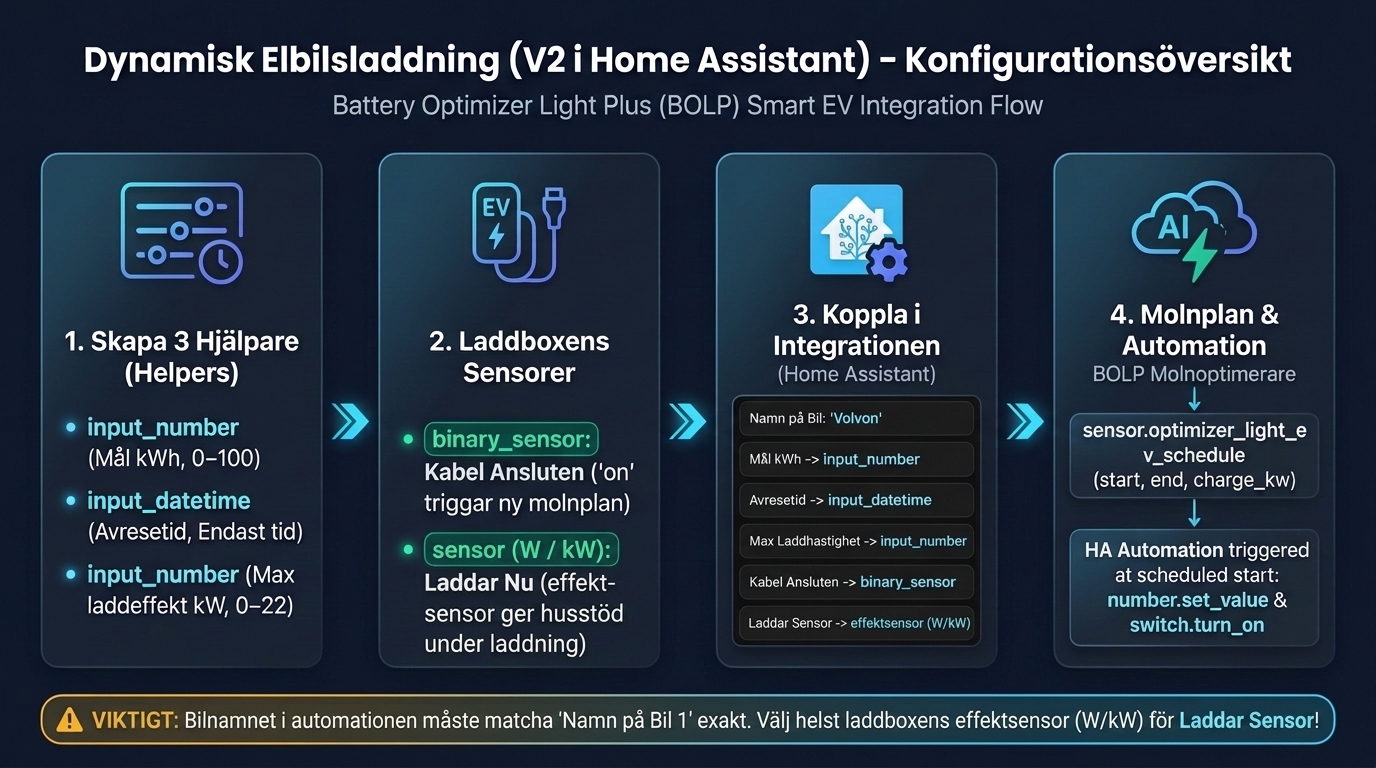 Dynamisk Elbilsladdning (V2 i Home Assistant) – Konfigurationsöversikt
Battery Optimizer Light Plus (BOLP) Smart EV Integration Flow
1. Skapa 3 Hjälpare
(Helpers)
• input_number
(Mål kWh, 0–100)
• input_datetime
(Avresetid, Endast tid)
• input_number (Max
laddeffekt kW, 0–22)
EV
2. Laddboxens
Sensorer
• binary_sensor:
Kabel Ansluten ('on'
triggar ny molnplan)
• sensor (W / kW):
Laddar Nu (effekt-
sensor ger husstöd
under laddning)
3. Koppla i
Integrationen
(Home Assistant)
Namn på Bil: 'Volvon'
Mål kWh -> input_number
Avresetid -> input_datetime
Max Laddhastighet -> input_number
Kabel Ansluten -> binary_sensor
Laddar Sensor -> effektsensor (W/kW)
AI
4. Molnplan &
Automation
BOLP Molnoptimerare
sensor.optimizer_light_e
v_schedule
(start, end, charge_kw)
HA Automation triggered
at scheduled start:
number.set_value &
switch.turn_on
VIKTIGT: Bilnamnet i automationen måste matcha 'Namn på Bil 1' exakt. Välj helst laddboxens effektsensor (W/kW) för Laddar Sensor!